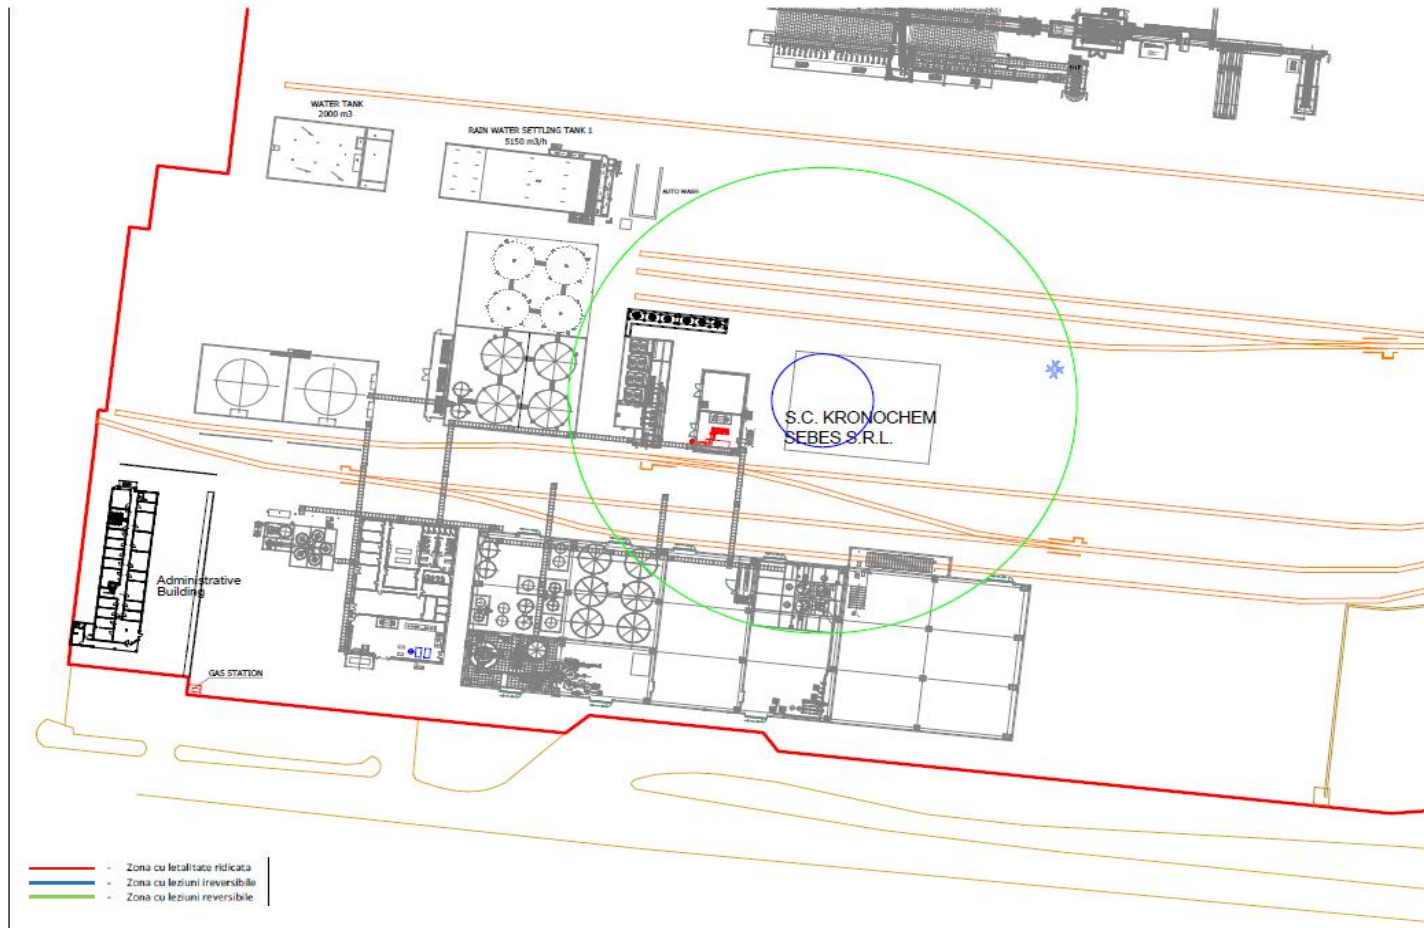 WATER TANK
2000 m3
RAIN WATER SETTLING TANK 1
5150 m3/h
AUTO WASH
S.C. KRONOCHEM
SEBES S.R.L.
Administrative
Building
GAS STATION
- Zona cu letalitate ridicata
- Zona cu leziuni ireversibile
- Zona cu leziuni reversibile